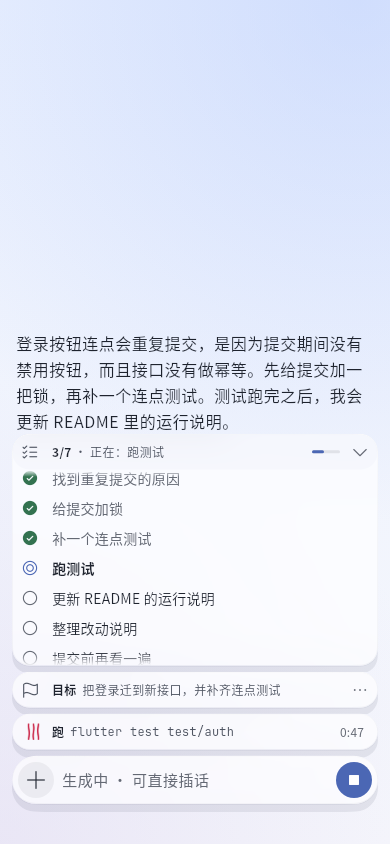 登录按钮连点会重复提交，是因为提交期间没有
禁用按钮，而且接口没有做幂等。先给提交加一
把锁，再补一个连点测试。测试跑完之后，我会
更新 README 里的运行说明。
3/7 · 正在：跑测试
找到重复提交的原因
给提交加锁
补一个连点测试
跑测试
更新 README 的运行说明
整理改动说明
提交前再看一遍
目标 把登录迁到新接口，并补齐连点测试
跑 flutter test test/auth 0:47
生成中 · 可直接插话